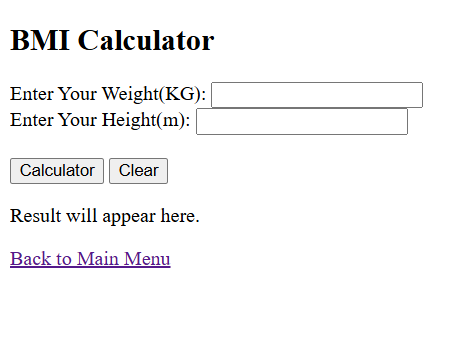 BMI Calculator
Enter Your Weight(KG):
Enter Your Height(m):
Calculator Clear
Result will appear here.
Back to Main Menu